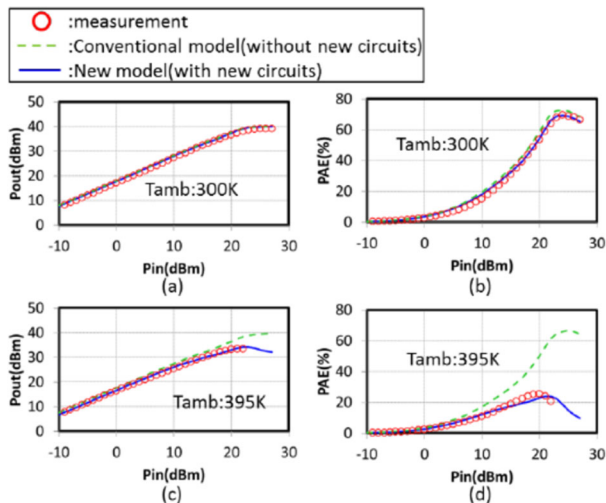 :measurement
:Conventional model(without new circuits)
:New model(with new circuits)
50
40
30
20
10
0
Pout(dBm)
Tamb:300K
-10 0 10 20 30
Pin(dBm)
(a)
80
60
40
20
0
PAE(%)
Tamb:300K
-10 0 10 20 30
Pin(dBm)
(b)
50
40
30
20
10
0
Pout(dBm)
Tamb:395K
-10 0 10 20 30
Pin(dBm)
(c)
80
60
40
20
0
PAE(%)
Tamb:395K
-10 0 10 20 30
Pin(dBm)
(d)